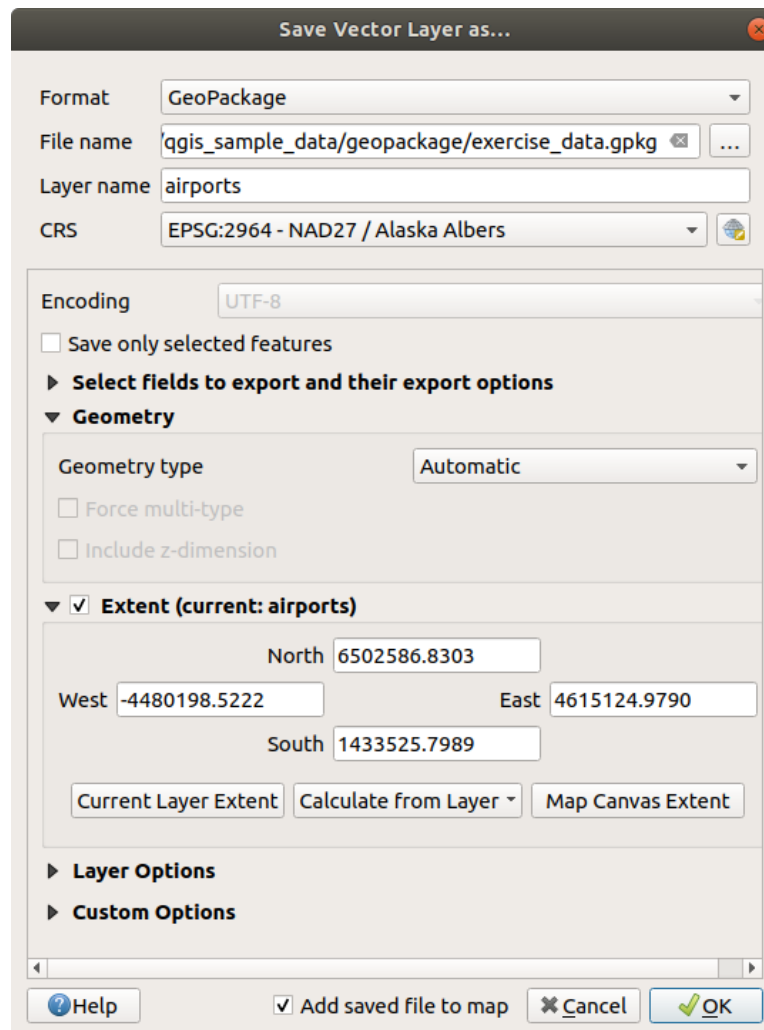 Save Vector Layer as...
Format GeoPackage
File name /qgis_sample_data/geopackage/exercise_data.gpkg ...
Layer name airports
CRS EPSG:2964 - NAD27 / Alaska Albers
Encoding UTF-8
Save only selected features
Select fields to export and their export options
Geometry
Geometry type Automatic
Force multi-type
Include z-dimension
Extent (current: airports)
North 6502586.8303
West -4480198.5222 East 4615124.9790
South 1433525.7989
Current Layer Extent Calculate from Layer Map Canvas Extent
Layer Options
Custom Options
Help Add saved file to map Cancel OK